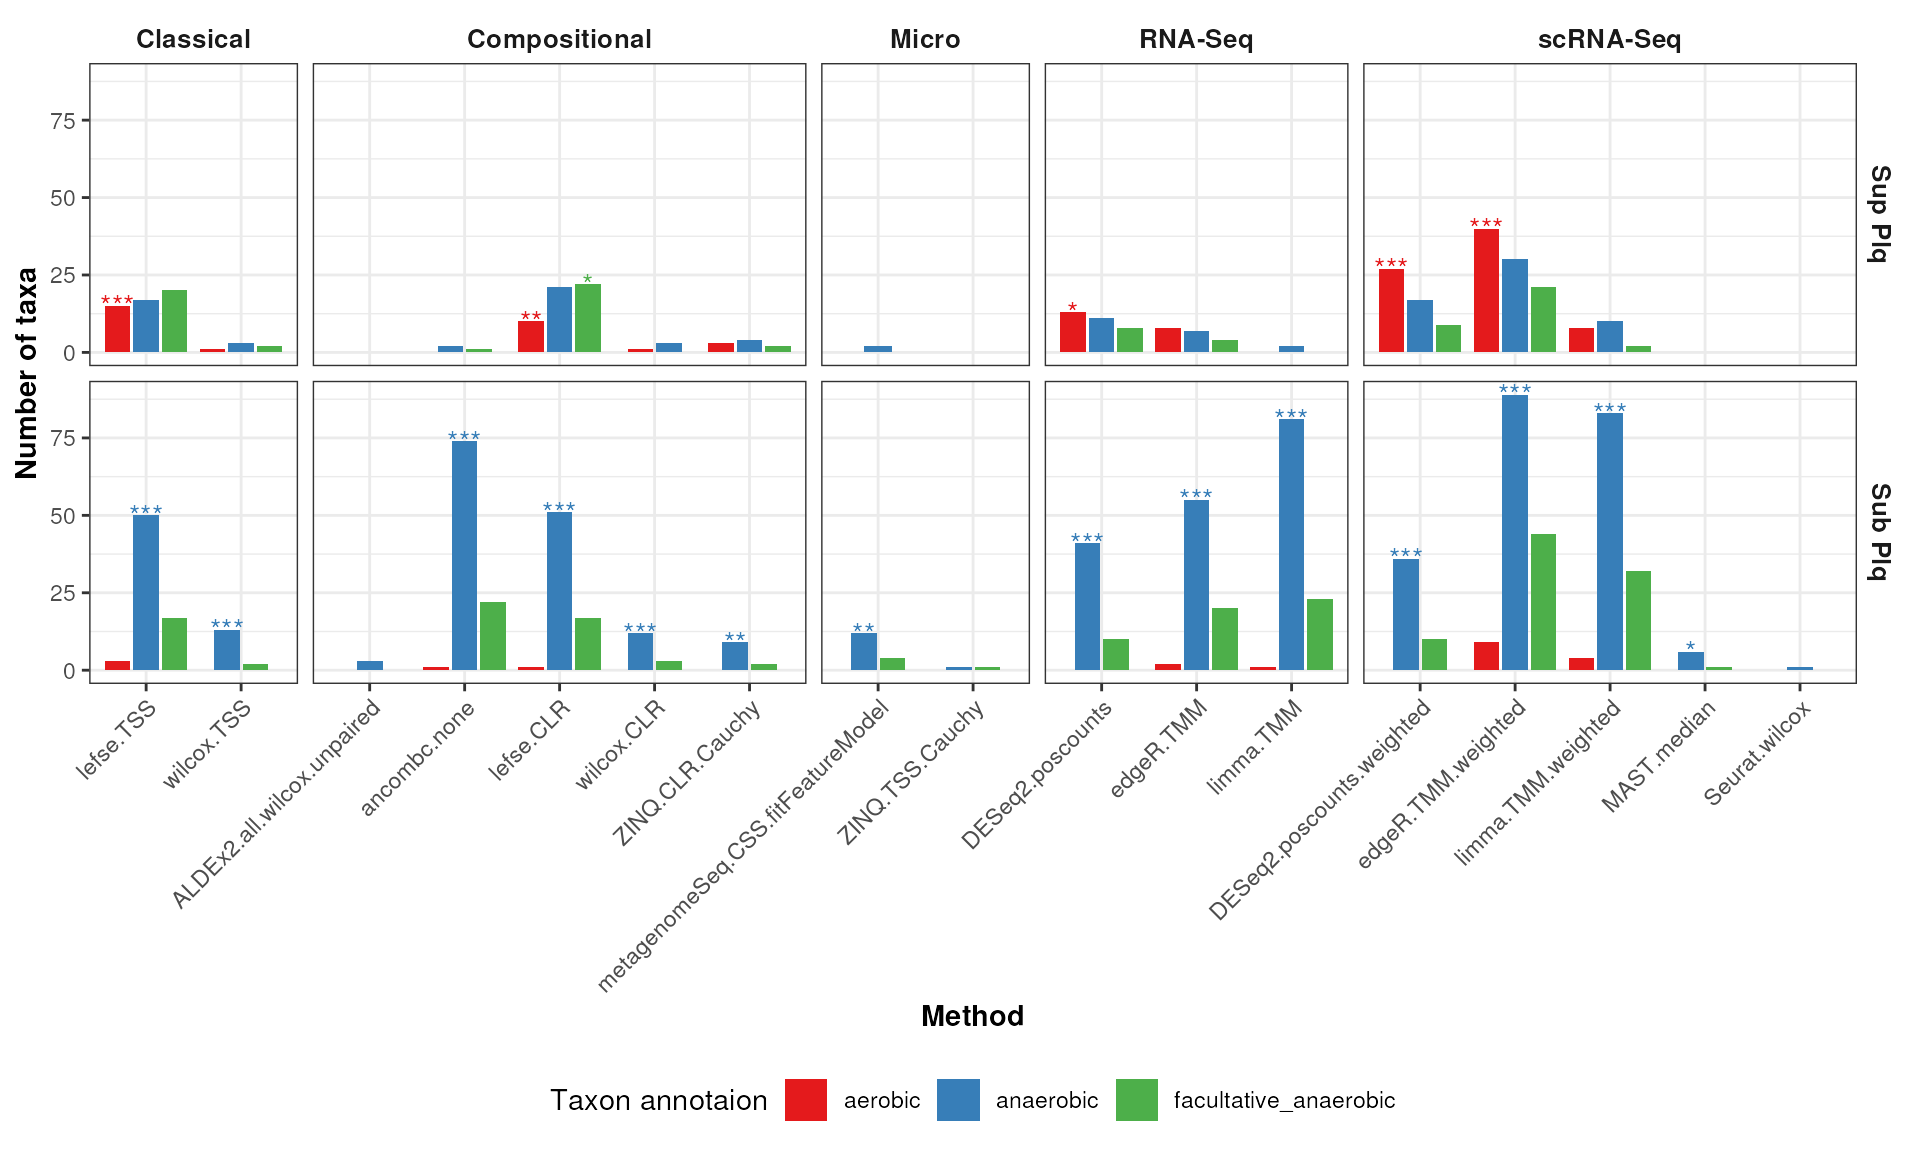 Classical Compositional Micro RNA-Seq scRNA-Seq
Number of taxa
75
50
25
0
***
**
*
*
***
***
Sup Plq
75
50
25
0
***
***
***
***
***
**
**
***
***
***
***
***
***
*
Sub Plq
lefse.TSS
wilcox.TSS
ALDEx2.all.wilcox.unpaired
ancombc.none
lefse.CLR
wilcox.CLR
ZINQ.CLR.Cauchy
metagenomeSeq.CSS.fitFeatureModel
ZINQ.TSS.Cauchy
DESeq2.poscounts
edgeR.TMM
limma.TMM
DESeq2.poscounts.weighted
edgeR.TMM.weighted
limma.TMM.weighted
MAST.median
Seurat.wilcox
Method
Taxon annotaion aerobic anaerobic facultative_anaerobic